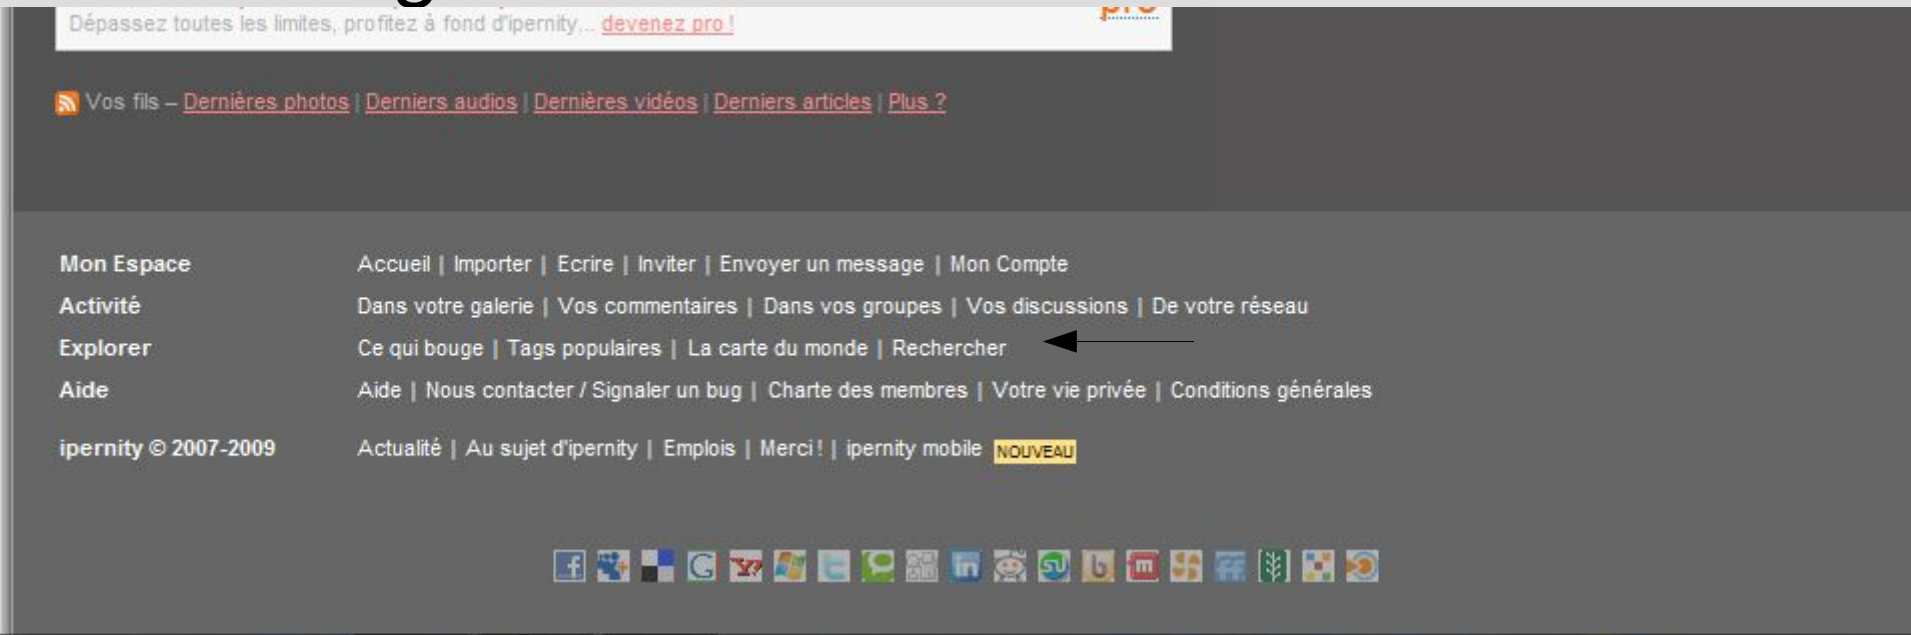 Dépassez toutes les limites, profitez à fond d'ipernity... devenez pro !
Vos fils – Dernières photos | Derniers audios | Dernières vidéos | Derniers articles | Plus ?
Mon Espace Accueil | Importer | Ecrire | Inviter | Envoyer un message | Mon Compte
Activité Dans votre galerie | Vos commentaires | Dans vos groupes | Vos discussions | De votre réseau
Explorer Ce qui bouge | Tags populaires | La carte du monde | Rechercher
Aide Aide | Nous contacter / Signaler un bug | Charte des membres | Votre vie privée | Conditions générales
ipernity © 2007-2009 Actualité | Au sujet d'ipernity | Emplois | Merci ! | ipernity mobile NOUVEAU